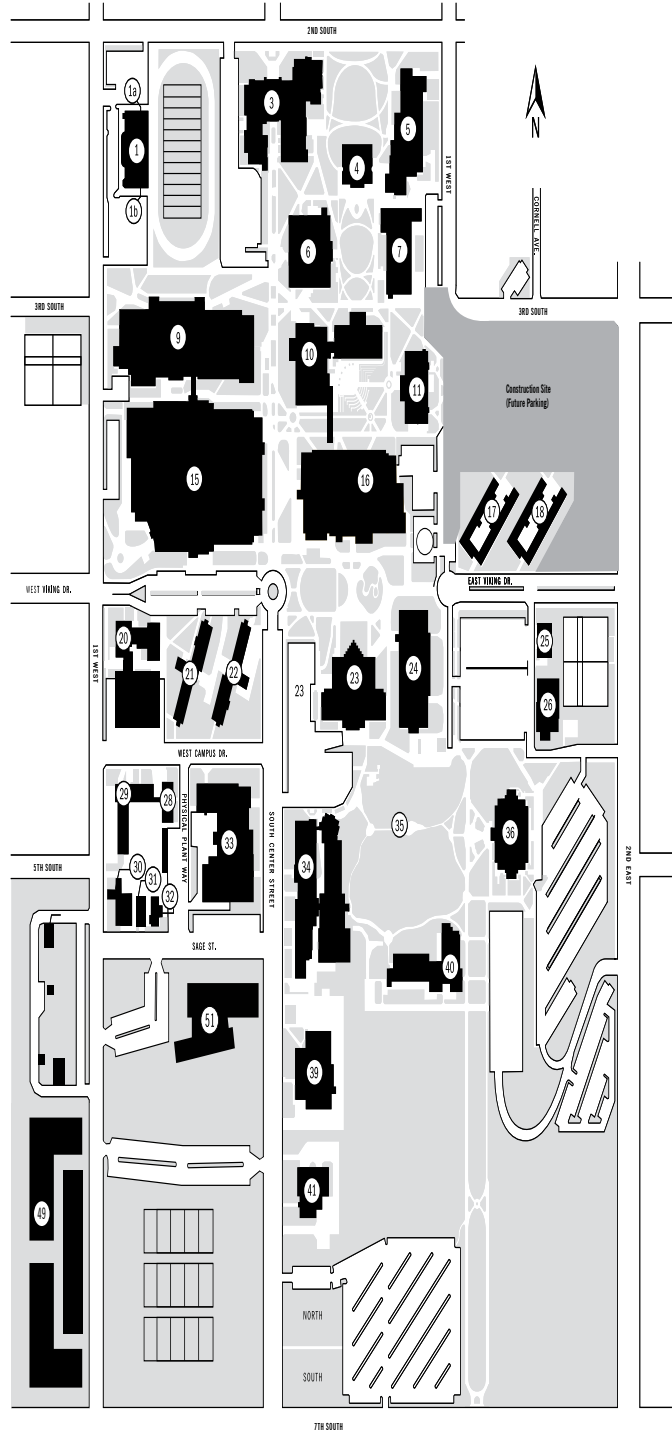 2ND SOUTH
1a
3
1
5
N
4
1ST WEST
1b
CORNELL AVE.
6
7
3RD SOUTH
3RD SOUTH
9
10
11
Construction Site
(Future Parking)
15
16
17
18
EAST VIKING DR.
WEST VIKING DR.
20
1ST WEST
21
22
23
23
24
25
26
WEST CAMPUS DR.
29
28
PHYSICAL PLANT WAY
33
SOUTH CENTER STREET
35
36
2ND EAST
34
5TH SOUTH
30
31
32
SAGE ST.
40
51
39
41
49
NORTH
SOUTH
7TH SOUTH